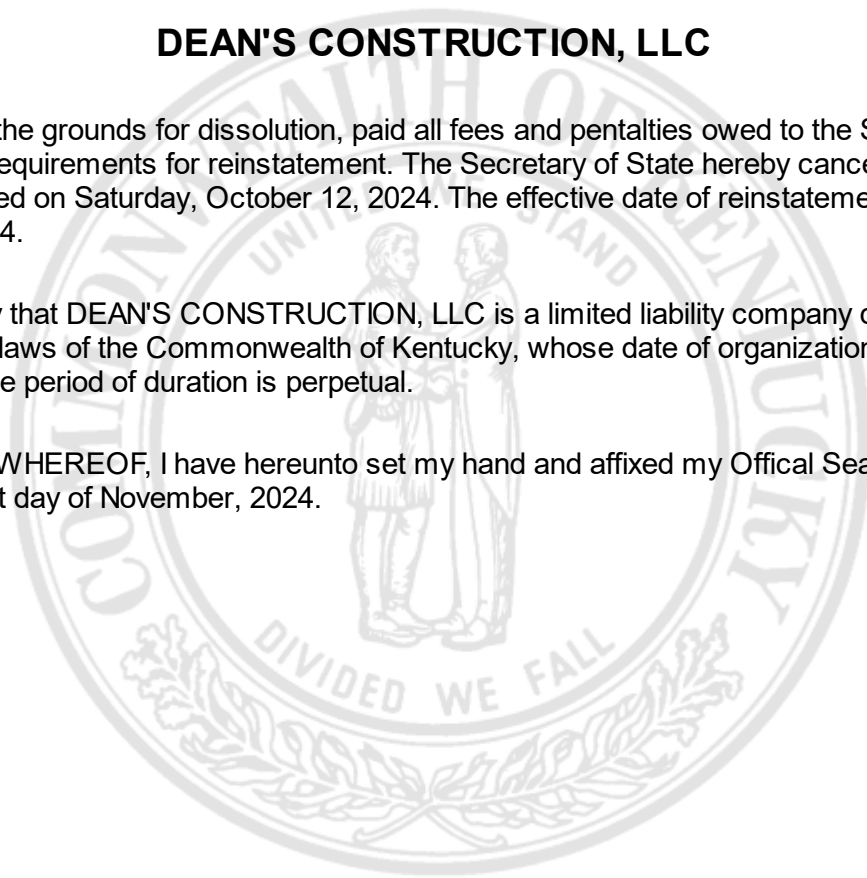 DEAN'S CONSTRUCTION, LLC
the grounds for dissolution, paid all fees and pentalties owed to the S
equirements for reinstatement. The Secretary of State hereby cance
ed on Saturday, October 12, 2024. The effective date of reinstateme
4.
y that DEAN'S CONSTRUCTION, LLC is a limited liability company o
laws of the Commonwealth of Kentucky, whose date of organization
e period of duration is perpetual.
WHEREOF, I have hereunto set my hand and affixed my Offical Sea
t day of November, 2024.
COMMONWEALTH OF KENTUCKY
UNITED WE STAND
DIVIDED WE FALL